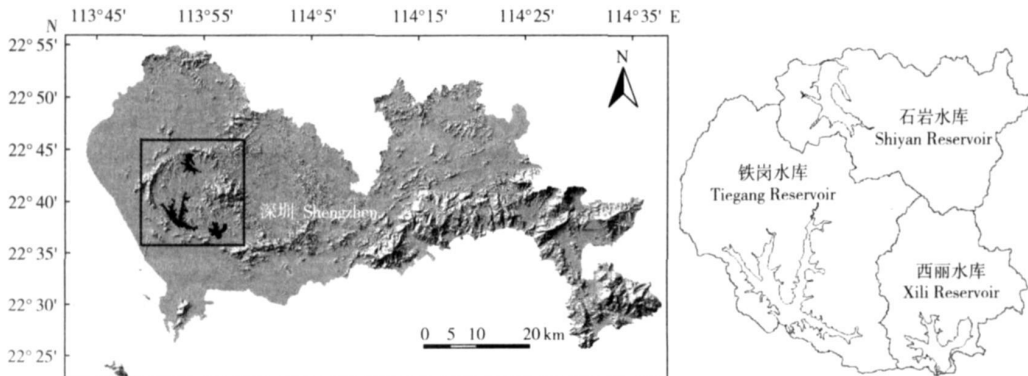 113°45' 113°55' 114°5' 114°15' 114°25' 114°35' E
N
22°55'
22°50'
22°45'
22°40'
22°35'
22°30'
22°25'
N
深圳 Shengzhen
0 5 10 20 km
石岩水库
Shiyan Reservoir
铁岗水库
Tiegang Reservoir
西丽水库
Xili Reservoir